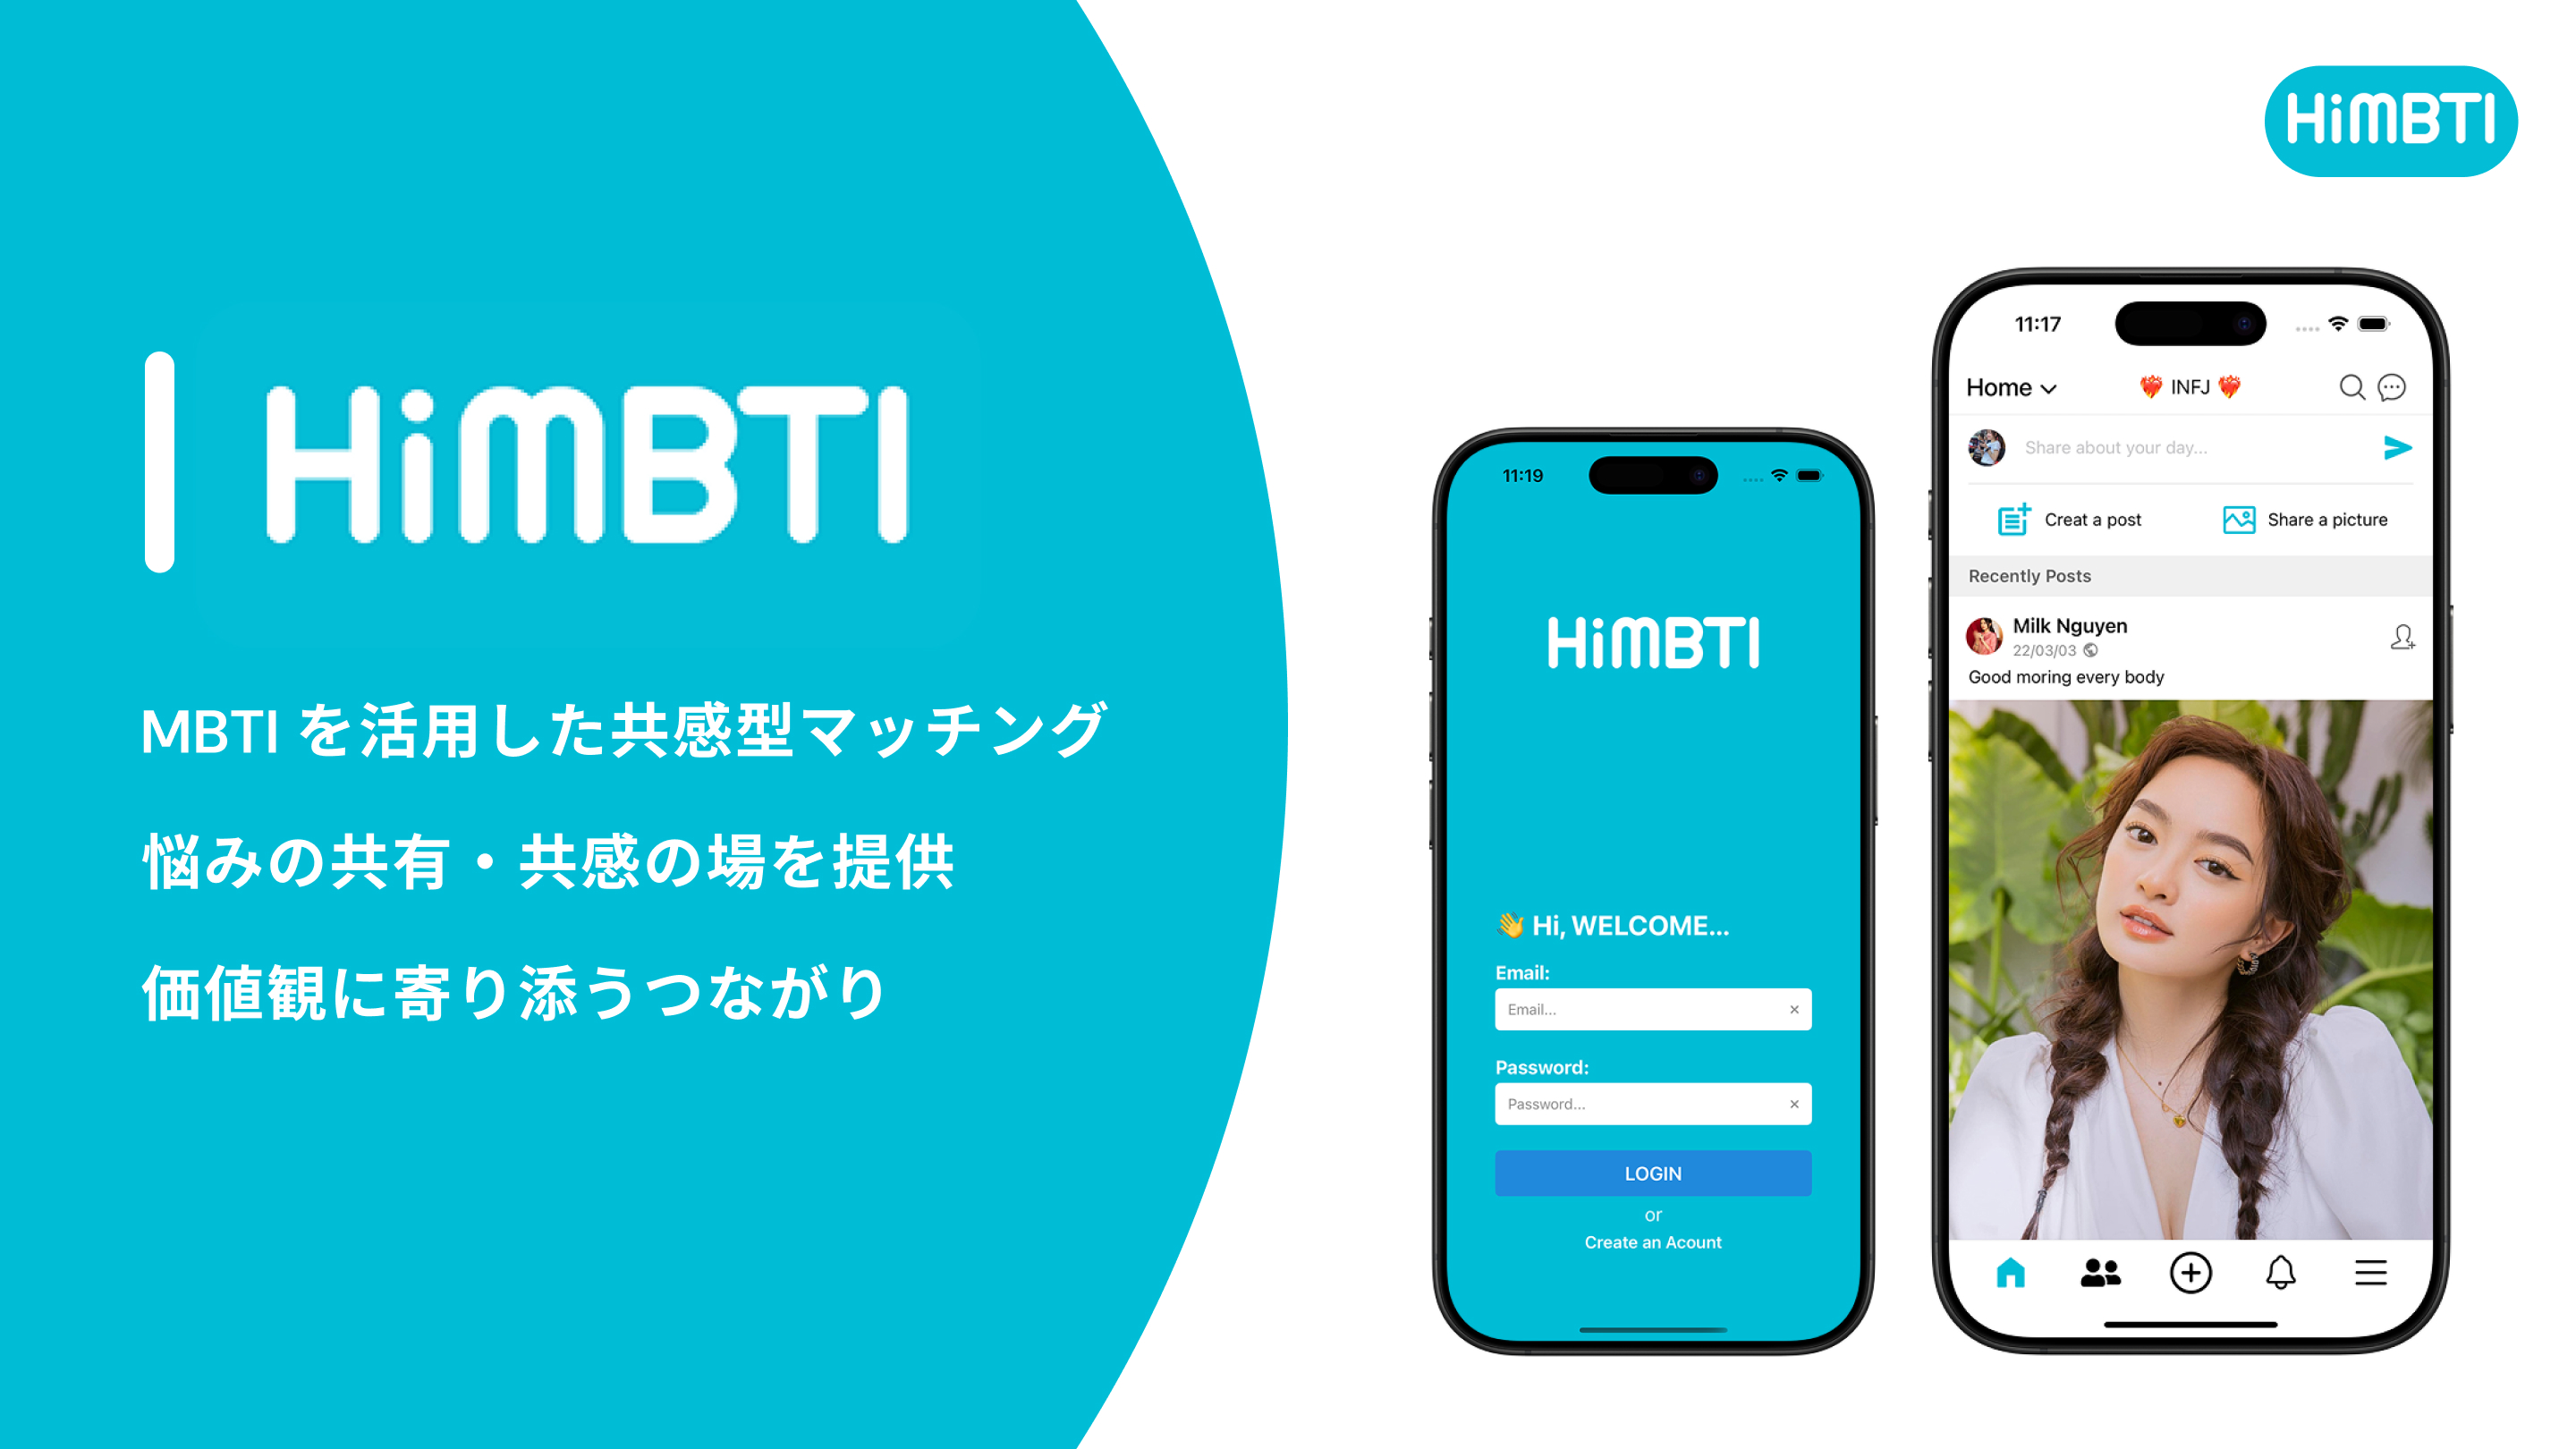 HiMBTI
MBTI を活用した共感型マッチング
悩みの共有・共感の場を提供
価値観に寄り添うつながり
HiMBTI
11:19
HiMBTI
👋 Hi, WELCOME...
Email:
Email...
Password:
Password...
LOGIN
or
Create an Acount
11:17
Home
❤️‍🔥 INFJ ❤️‍🔥
Share about your day...
Creat a post
Share a picture
Recently Posts
Milk Nguyen
22/03/03
Good moring every body